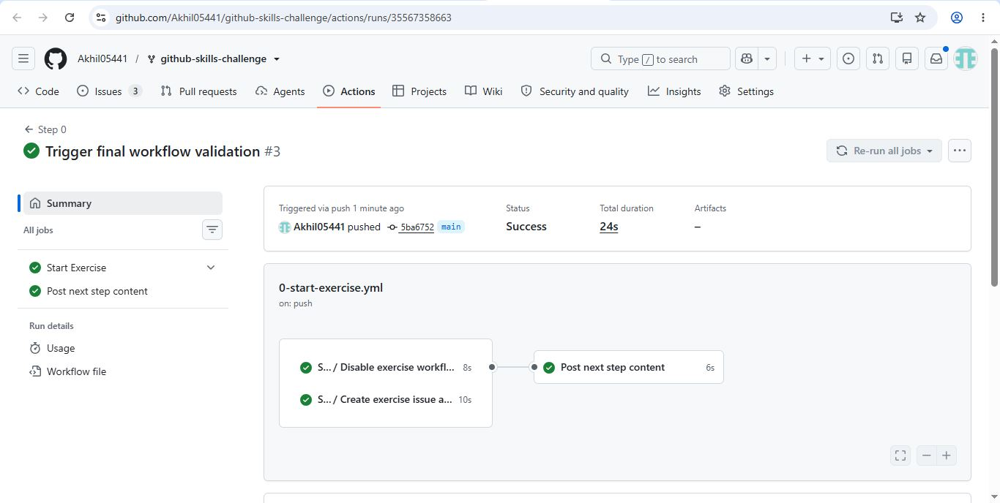 github.com/Akhil05441/github-skills-challenge/actions/runs/35567358663
Akhil05441 / github-skills-challenge
Type / to search
Code Issues 3 Pull requests Agents Actions Projects Wiki Security and quality Insights Settings
← Step 0
Trigger final workflow validation #3
Re-run all jobs
Summary
All jobs
Start Exercise
Post next step content
Run details
Usage
Workflow file
Triggered via push 1 minute ago
Akhil05441 pushed 5ba6752 main
Status
Success
Total duration
24s
Artifacts
–
0-start-exercise.yml
on: push
S... / Disable exercise workfl... 8s
S... / Create exercise issue a... 10s
Post next step content 6s